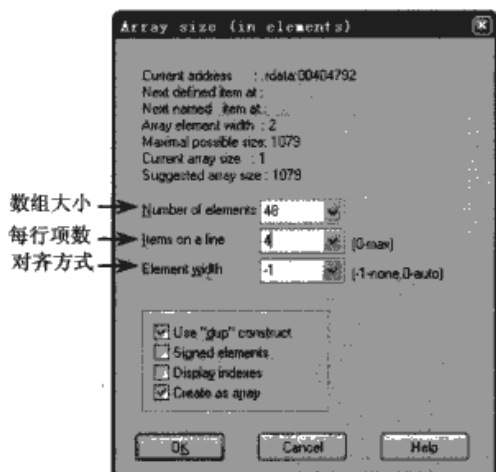 Array size (in elements)
Current address : .rdata:00404792
Next defined item at :
Next named item at :
Array element width : 2
Maximal possible size: 1079
Current array size : 1
Suggested array size : 1079
数组大小 Number of elements 48
每行项数 Items on a line 4 (0-max)
对齐方式 Element width -1 (-1-none,0-auto)
Use "dup" construct
Signed elements
Display indexes
Create as array
OK Cancel Help